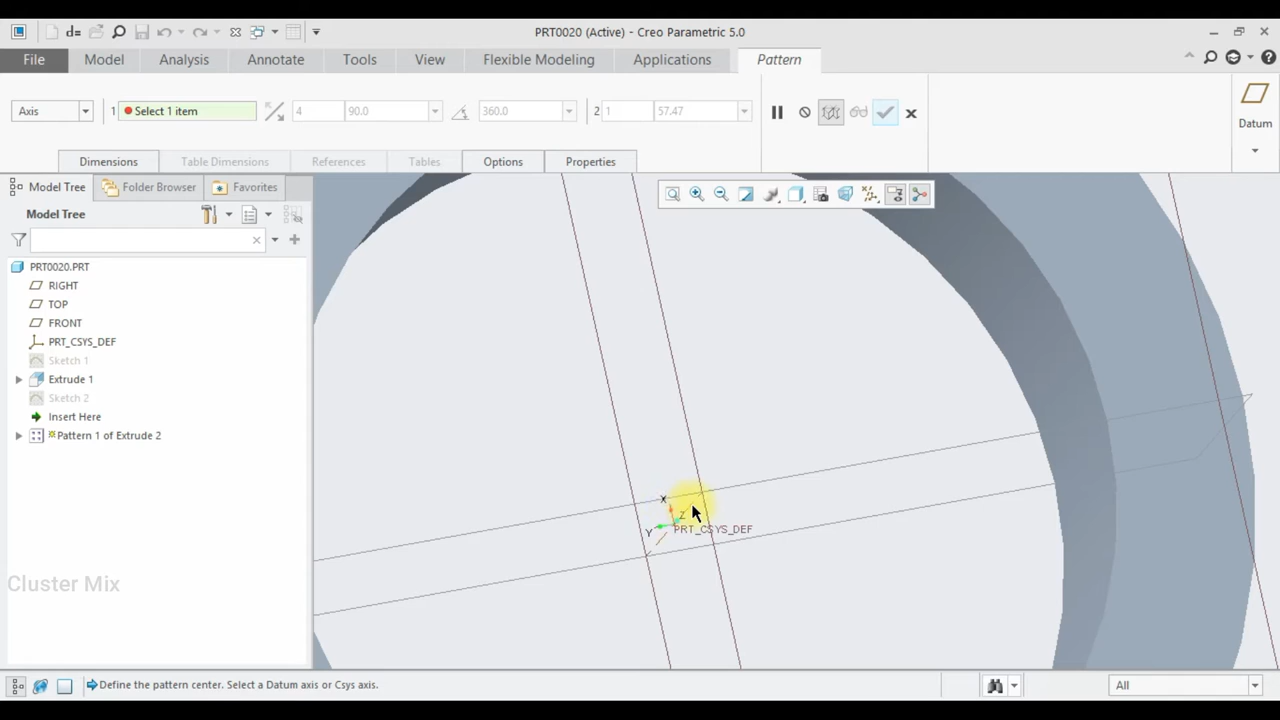 PRT0020 (Active) - Creo Parametric 5.0
File Model Analysis Annotate Tools View Flexible Modeling Applications Pattern
Axis 1 Select 1 item 4 90.0 360.0 2 1 57.47
Datum
Dimensions Table Dimensions References Tables Options Properties
Model Tree Folder Browser Favorites
Model Tree
PRT0020.PRT
RIGHT
TOP
FRONT
PRT_CSYS_DEF
Sketch 1
Extrude 1
Sketch 2
Insert Here
Pattern 1 of Extrude 2
X
Z
Y PRT_CSYS_DEF
Cluster Mix
Define the pattern center. Select a Datum axis or Csys axis. All